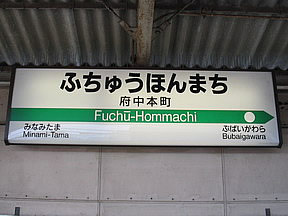 ふちゅうほんまち
府中本町
Fuchū-Hommachi
みなみたま
Minami-Tama
ぶばいがわら
Bubaigawara